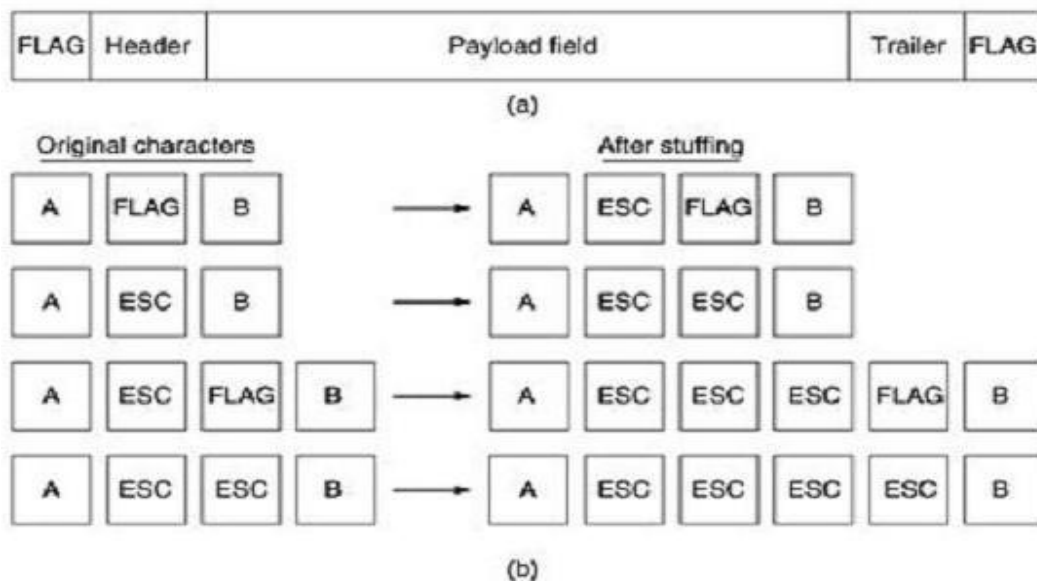 FLAG Header Payload field Trailer FLAG
(a)
Original characters After stuffing
A FLAG B A ESC FLAG B
A ESC B A ESC ESC B
A ESC FLAG B A ESC ESC ESC FLAG B
A ESC ESC B A ESC ESC ESC ESC B
(b)